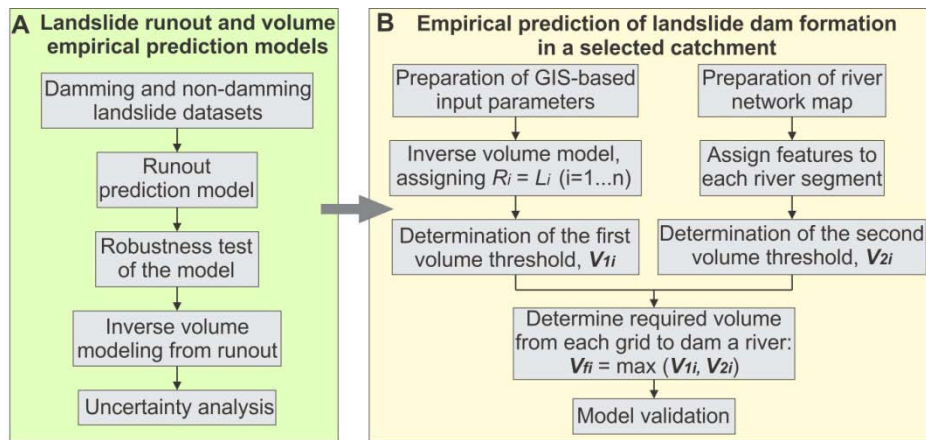 A Landslide runout and volume
empirical prediction models
Damming and non-damming
landslide datasets
Runout
prediction model
Robustness test
of the model
Inverse volume
modeling from runout
Uncertainty analysis
B Empirical prediction of landslide dam formation
in a selected catchment
Preparation of GIS-based
input parameters
Inverse volume model,
assigning Ri = Li (i=1...n)
Determination of the first
volume threshold, V1i
Preparation of river
network map
Assign features to
each river segment
Determination of the second
volume threshold, V2i
Determine required volume
from each grid to dam a river:
Vfi = max (V1i, V2i)
Model validation